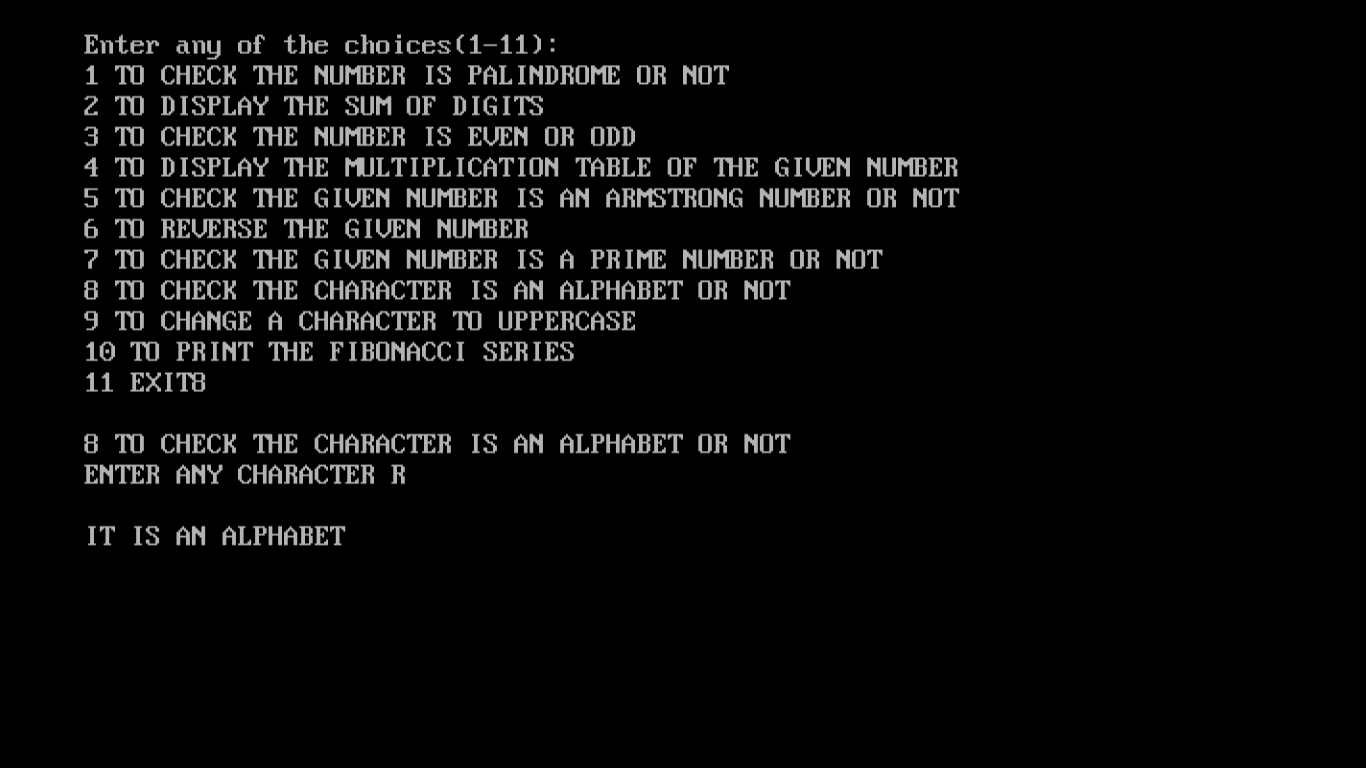 Enter any of the choices(1-11):
1 TO CHECK THE NUMBER IS PALINDROME OR NOT
2 TO DISPLAY THE SUM OF DIGITS
3 TO CHECK THE NUMBER IS EVEN OR ODD
4 TO DISPLAY THE MULTIPLICATION TABLE OF THE GIVEN NUMBER
5 TO CHECK THE GIVEN NUMBER IS AN ARMSTRONG NUMBER OR NOT
6 TO REVERSE THE GIVEN NUMBER
7 TO CHECK THE GIVEN NUMBER IS A PRIME NUMBER OR NOT
8 TO CHECK THE CHARACTER IS AN ALPHABET OR NOT
9 TO CHANGE A CHARACTER TO UPPERCASE
10 TO PRINT THE FIBONACCI SERIES
11 EXIT8
8 TO CHECK THE CHARACTER IS AN ALPHABET OR NOT
ENTER ANY CHARACTER R
IT IS AN ALPHABET